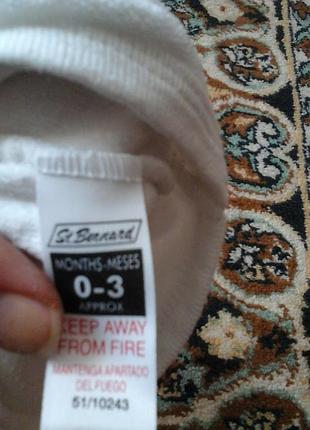 St. Bernard
MONTHS-MESES
0-3
APPROX
KEEP AWAY
FROM FIRE
MANTENGA APARTADO
DEL FUEGO
51/10243